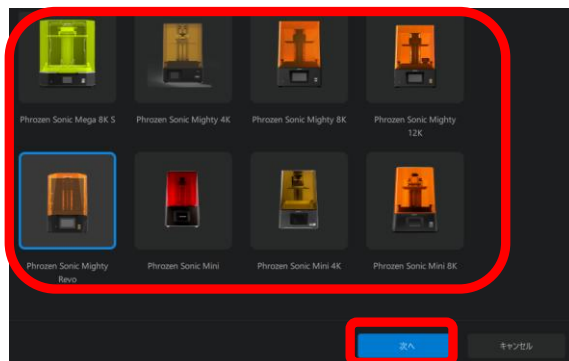 Phrozen Sonic Mega 8K S
Phrozen Sonic Mighty 4K
Phrozen Sonic Mighty 8K
Phrozen Sonic Mighty
12K
Phrozen Sonic Mighty
Revo
Phrozen Sonic Mini
Phrozen Sonic Mini 4K
Phrozen Sonic Mini 8K
次へ
キャンセル